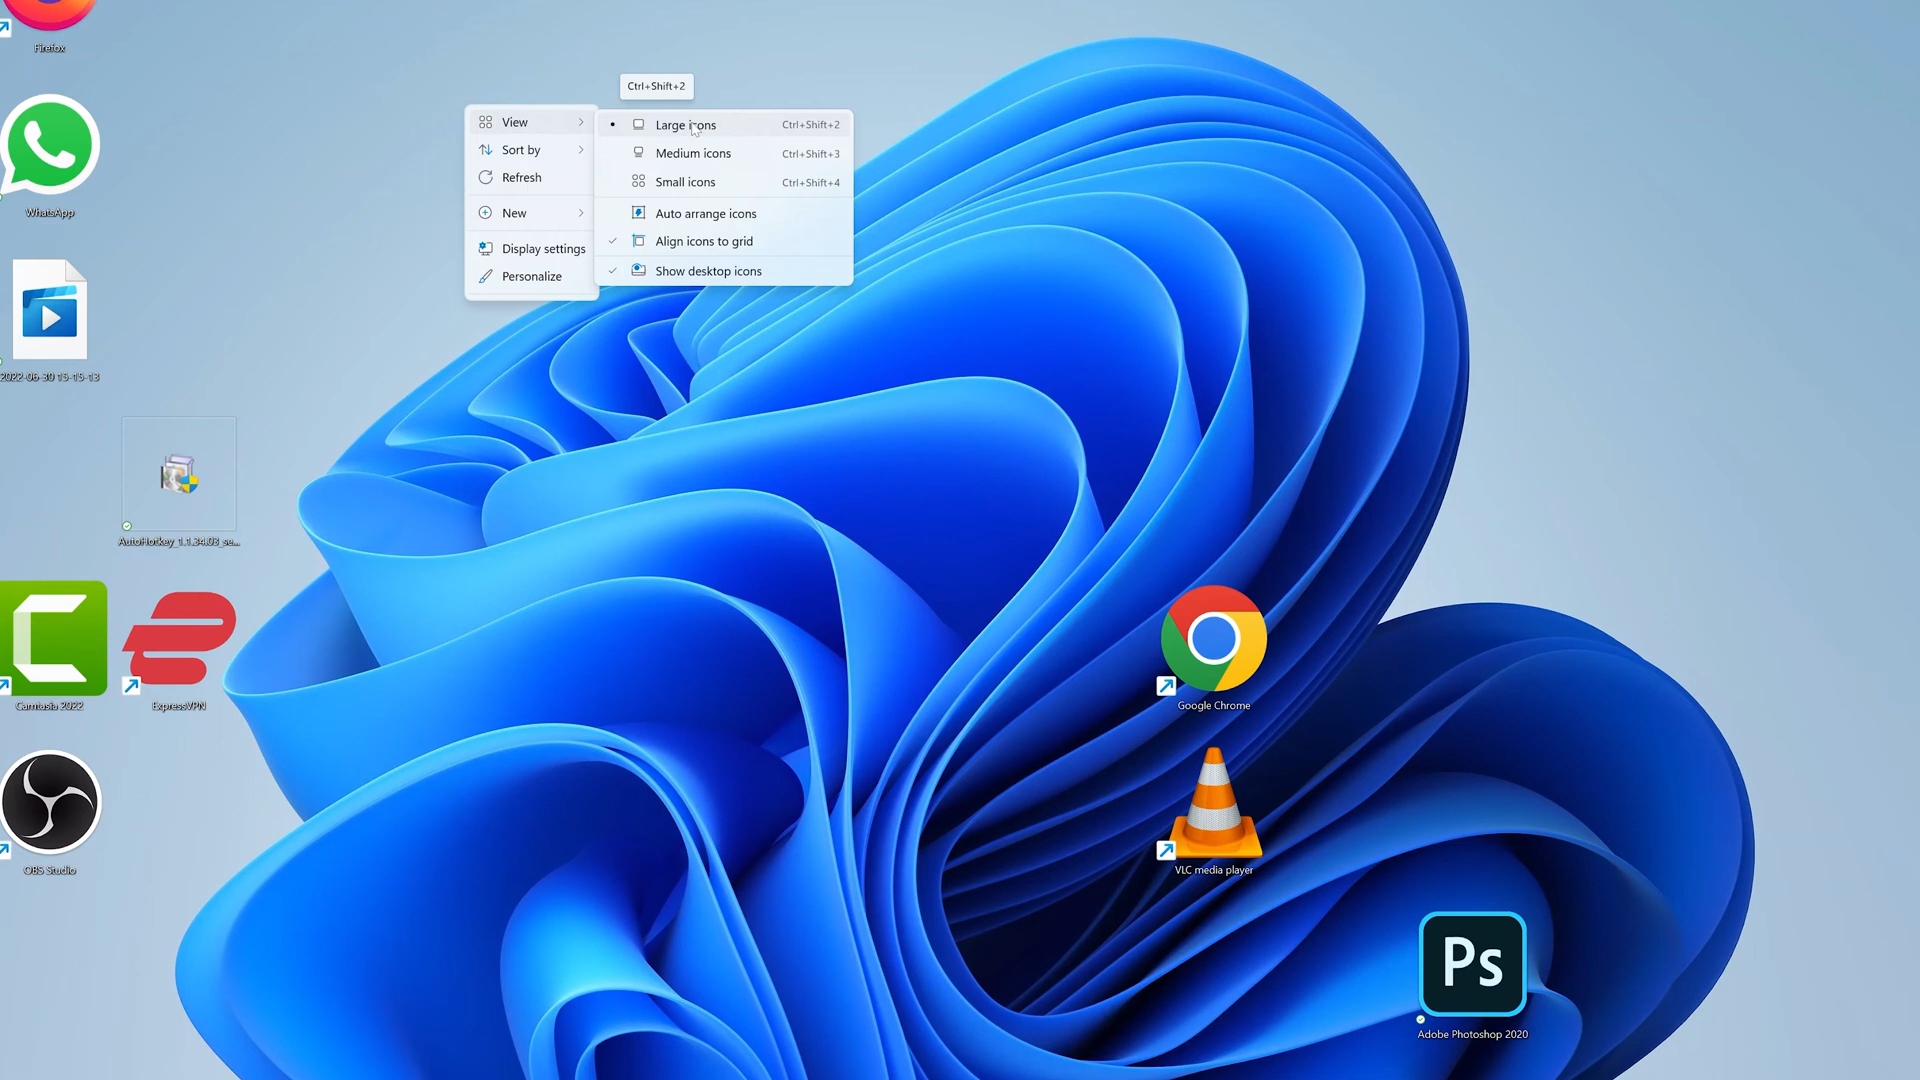 Firefox
Ctrl+Shift+2
View
Large icons Ctrl+Shift+2
Sort by
Medium icons Ctrl+Shift+3
Refresh
Small icons Ctrl+Shift+4
New
Auto arrange icons
Display settings
Align icons to grid
Personalize
Show desktop icons
WhatsApp
2022-06-30 15-15-13
AutoHotkey_1.1.34.03_se...
Camtasia 2022
ExpressVPN
Google Chrome
OBS Studio
VLC media player
Ps
Adobe Photoshop 2020